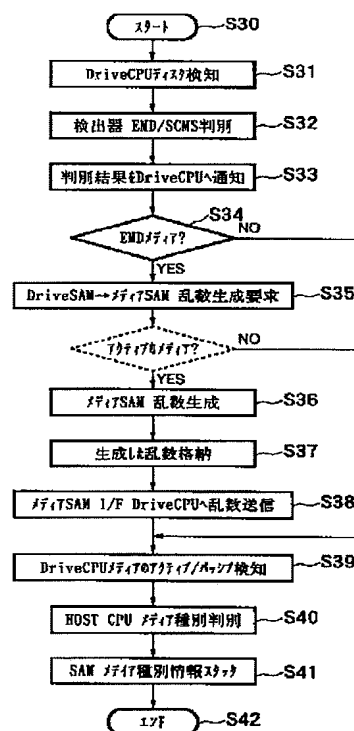 スタート S30
DriveCPUディスク検知 S31
検出器 EMD/SCMS判別 S32
判別結果をDriveCPUへ通知 S33
S34
EMDメディア? NO
YES
DriveSAM→メディアSAM 乱数生成要求 S35
アクティブなメディア? NO
YES
メディアSAM 乱数生成 S36
生成した乱数格納 S37
メディアSAM I/F DriveCPUへ乱数送信 S38
DriveCPUメディアのアクティブ/パッシブ検知 S39
HOST CPU メディア種別判別 S40
SAM メディア種別情報スタック S41
エンド S42